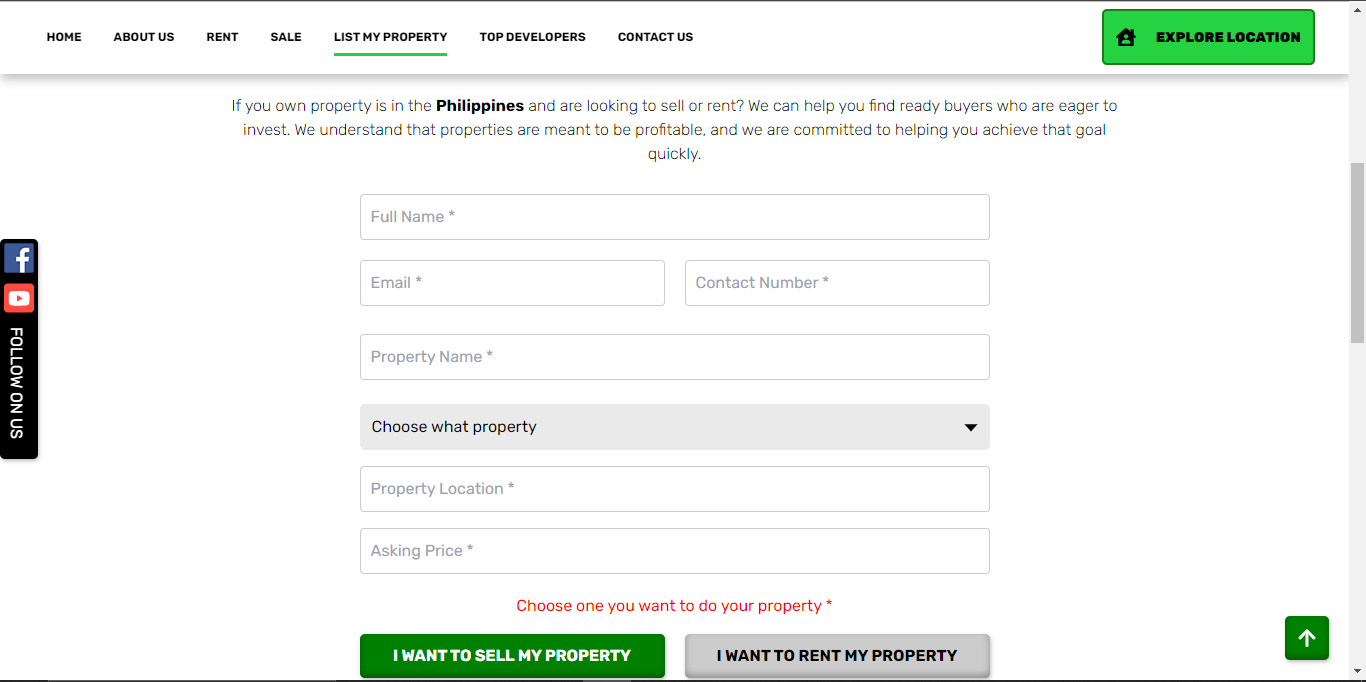 HOME ABOUT US RENT SALE LIST MY PROPERTY TOP DEVELOPERS CONTACT US EXPLORE LOCATION
If you own property is in the Philippines and are looking to sell or rent? We can help you find ready buyers who are eager to
invest. We understand that properties are meant to be profitable, and we are committed to helping you achieve that goal
quickly.
Full Name *
Email * Contact Number *
Property Name *
Choose what property
Property Location *
Asking Price *
Choose one you want to do your property *
I WANT TO SELL MY PROPERTY I WANT TO RENT MY PROPERTY
FOLLOW ON US